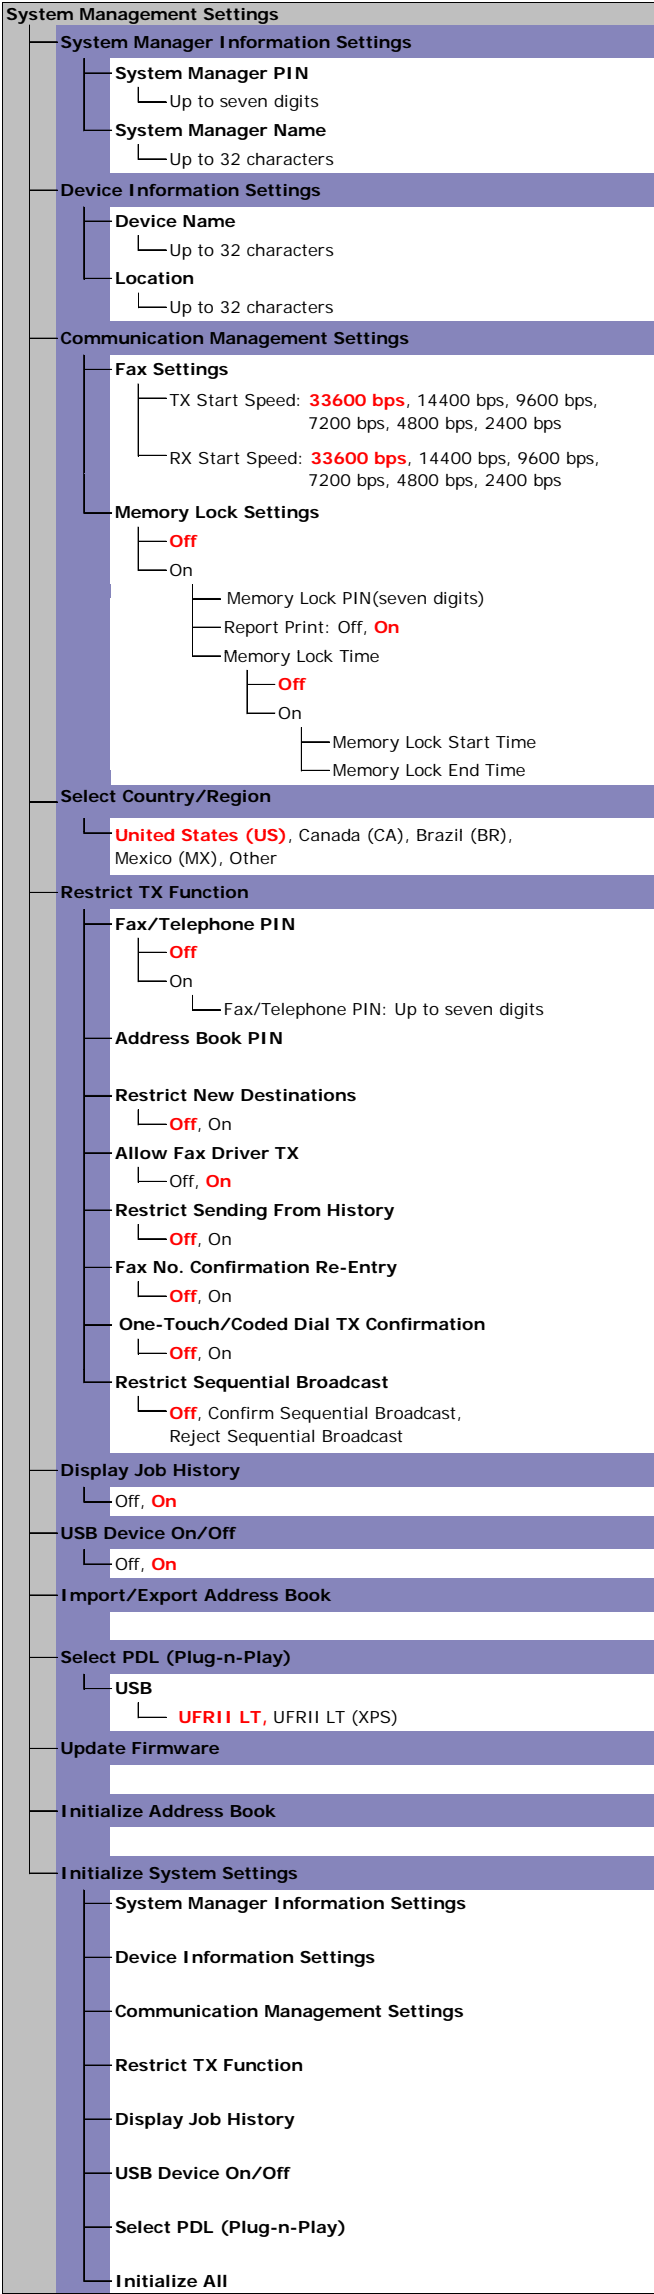 System Management Settings
System Manager Information Settings
System Manager PIN
Up to seven digits
System Manager Name
Up to 32 characters
Device Information Settings
Device Name
Up to 32 characters
Location
Up to 32 characters
Communication Management Settings
Fax Settings
TX Start Speed: 33600 bps, 14400 bps, 9600 bps,
7200 bps, 4800 bps, 2400 bps
RX Start Speed: 33600 bps, 14400 bps, 9600 bps,
7200 bps, 4800 bps, 2400 bps
Memory Lock Settings
Off
On
Memory Lock PIN(seven digits)
Report Print: Off, On
Memory Lock Time
Off
On
Memory Lock Start Time
Memory Lock End Time
Select Country/Region
United States (US), Canada (CA), Brazil (BR),
Mexico (MX), Other
Restrict TX Function
Fax/Telephone PIN
Off
On
Fax/Telephone PIN: Up to seven digits
Address Book PIN
Restrict New Destinations
Off, On
Allow Fax Driver TX
Off, On
Restrict Sending From History
Off, On
Fax No. Confirmation Re-Entry
Off, On
One-Touch/Coded Dial TX Confirmation
Off, On
Restrict Sequential Broadcast
Off, Confirm Sequential Broadcast,
Reject Sequential Broadcast
Display Job History
Off, On
USB Device On/Off
Off, On
Import/Export Address Book
Select PDL (Plug-n-Play)
USB
UFRII LT, UFRII LT (XPS)
Update Firmware
Initialize Address Book
Initialize System Settings
System Manager Information Settings
Device Information Settings
Communication Management Settings
Restrict TX Function
Display Job History
USB Device On/Off
Select PDL (Plug-n-Play)
Initialize All